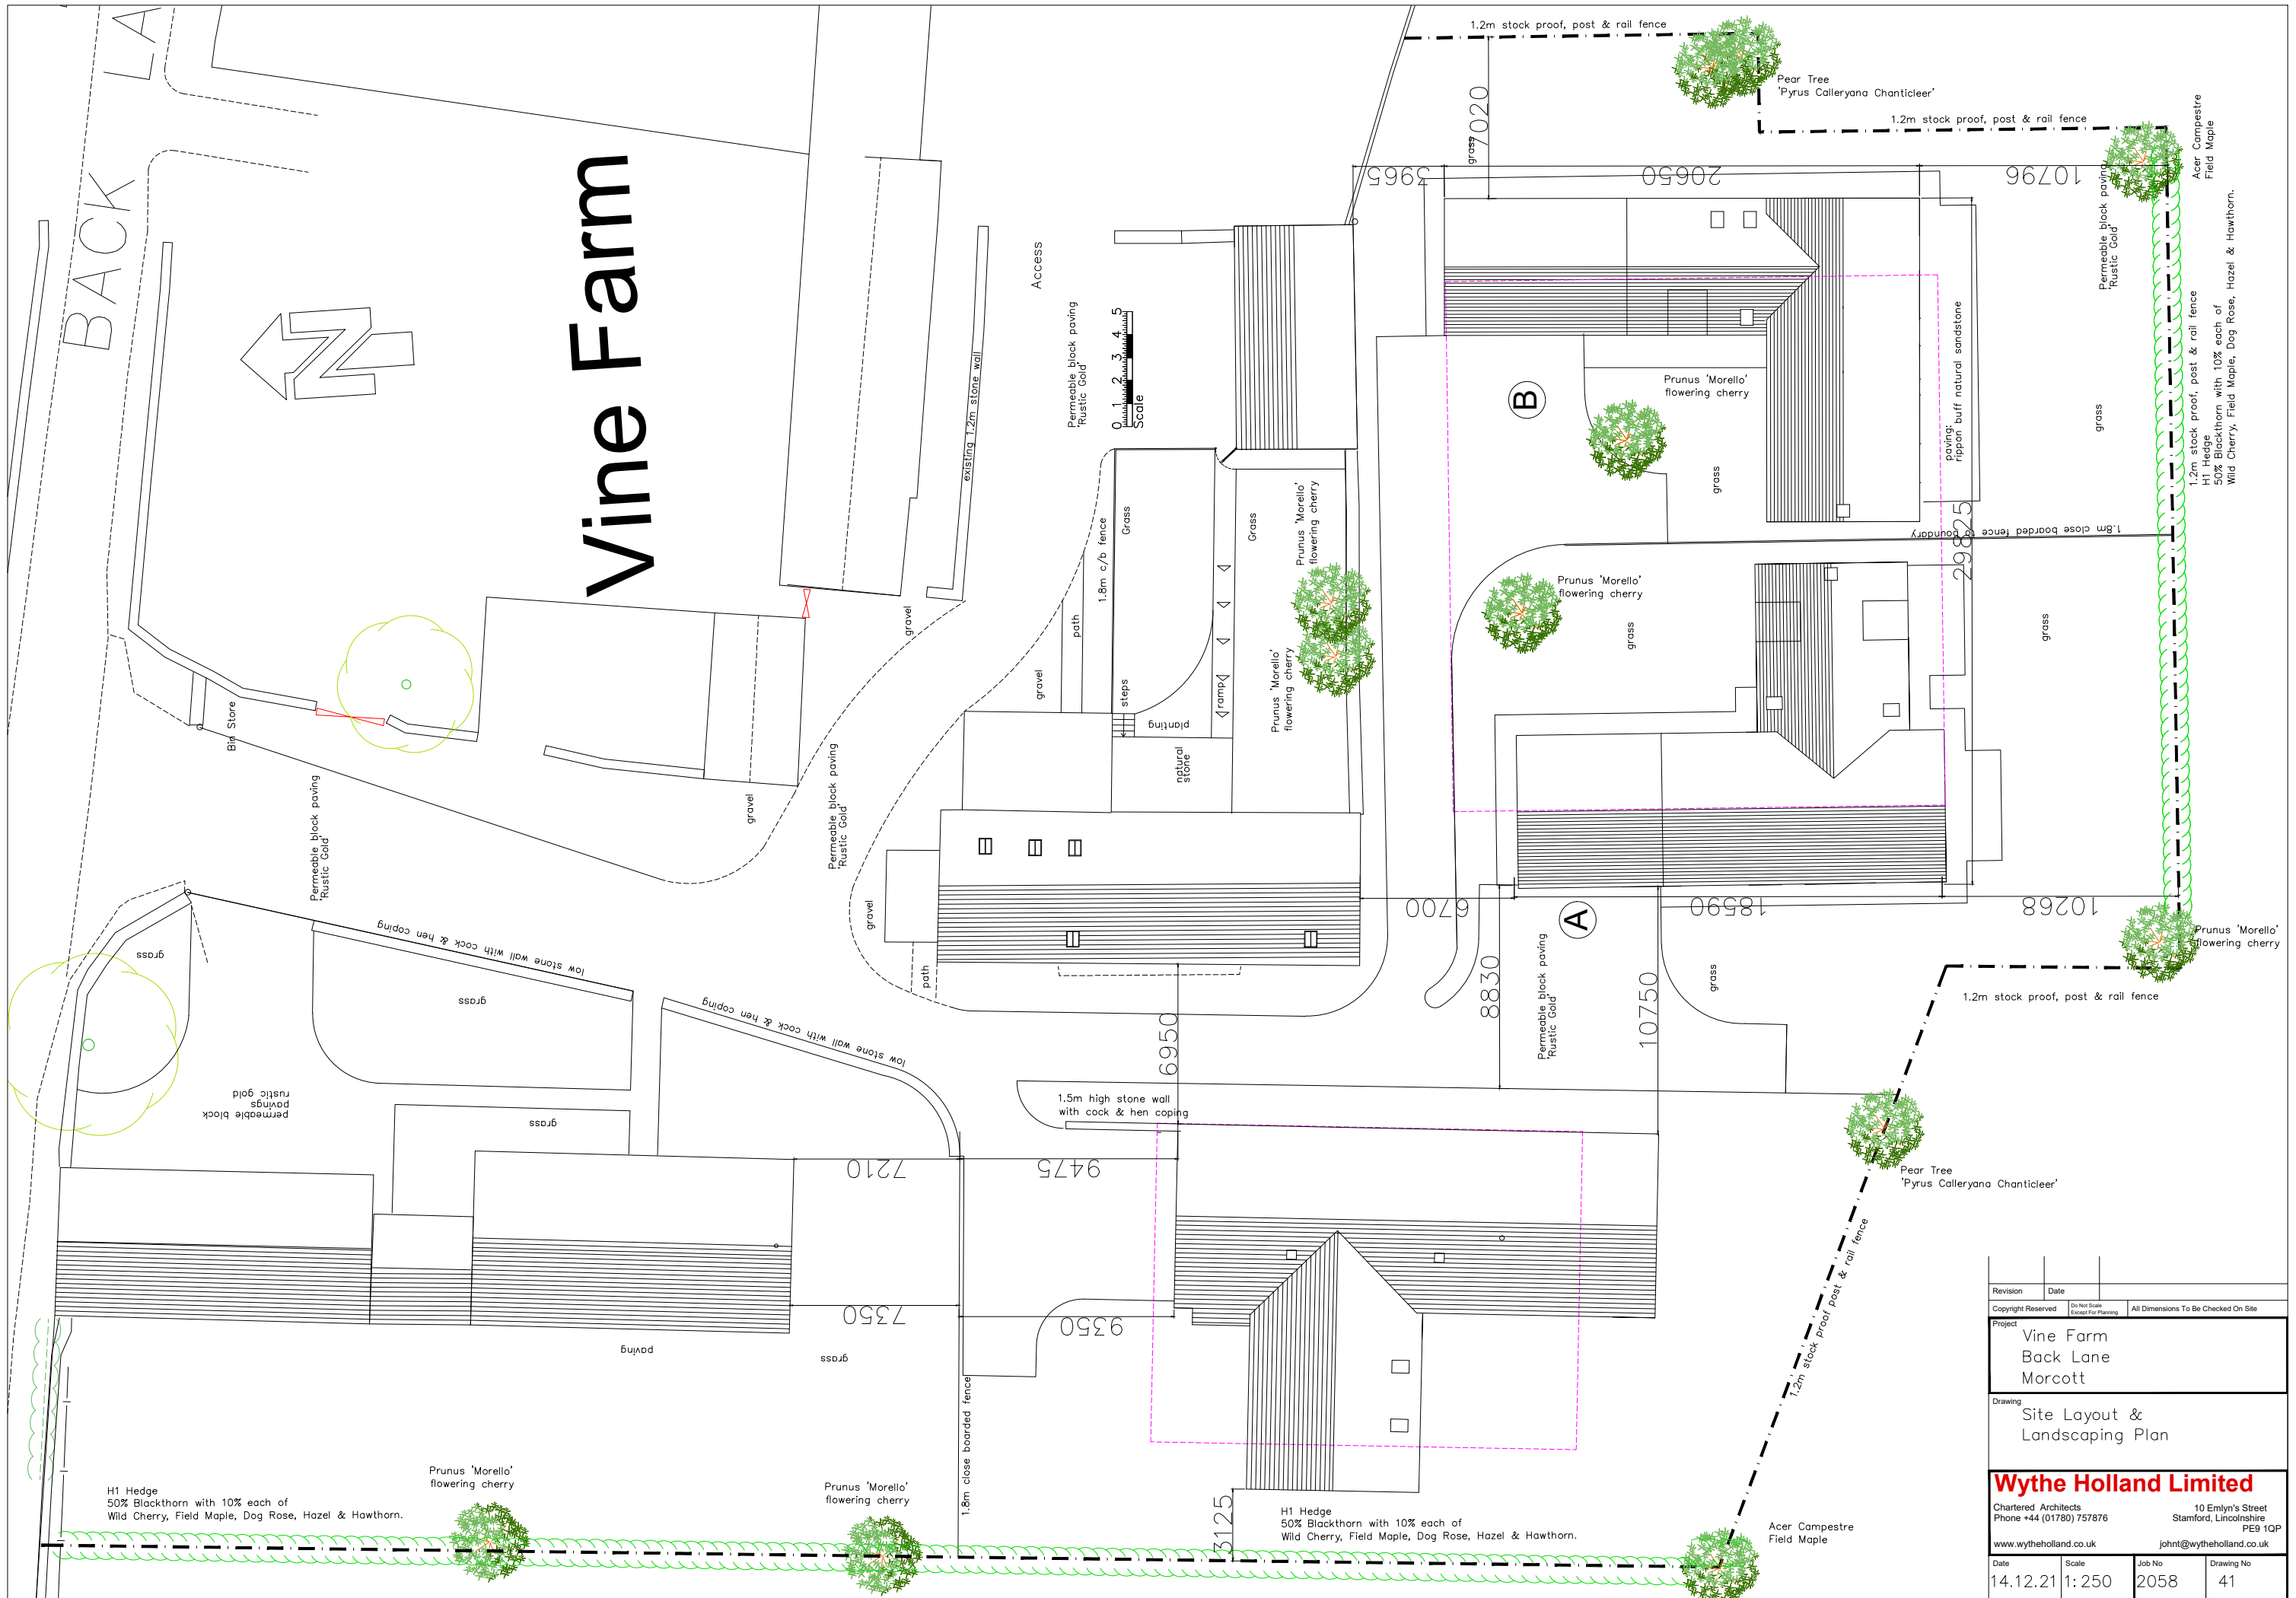 BACK LA
Vine Farm
N
1.2m stock proof, post & rail fence
Pear Tree
'Pyrus Calleryana Chanticleer'
1.2m stock proof, post & rail fence
Acer Campestre
Field Maple
7020
grass
3965
20650
10796
Permeable block paving
'Rustic Gold'
Access
Permeable block paving
'Rustic Gold'
0 1 2 3 4 5
Scale
existing 1.2m stone wall
1.2m stock proof, post & rail fence
H1 Hedge
50% Blackthorn with 10% each of
Wild Cherry, Field Maple, Dog Rose, Hazel & Hawthorn.
B
Prunus 'Morello'
flowering cherry
grass
paving:
rippon buff natural sandstone
grass
1.8m close boarded fence to boundary
29825
1.8m c/b fence
Grass
Grass
Prunus 'Morello'
flowering cherry
Prunus 'Morello'
flowering cherry
Prunus 'Morello'
flowering cherry
grass
grass
gravel
path
gravel
steps
ramp
planting
natural
stone
Bin Store
Permeable block paving
'Rustic Gold'
gravel
Permeable block paving
'Rustic Gold'
gravel
path
6700
A
18590
10268
Prunus 'Morello'
flowering cherry
1.2m stock proof, post & rail fence
grass
low stone wall with cock & hen coping
grass
low stone wall with cock & hen coping
permeable block
pavings
rustic gold
grass
6950
8830
Permeable block paving
'Rustic Gold'
10750
grass
1.5m high stone wall
with cock & hen coping
7210
9475
Pear Tree
'Pyrus Calleryana Chanticleer'
1.2m stock proof post & rail fence
7350
9350
paving
grass
1.8m close boarded fence
3125
H1 Hedge
50% Blackthorn with 10% each of
Wild Cherry, Field Maple, Dog Rose, Hazel & Hawthorn.
Prunus 'Morello'
flowering cherry
Prunus 'Morello'
flowering cherry
H1 Hedge
50% Blackthorn with 10% each of
Wild Cherry, Field Maple, Dog Rose, Hazel & Hawthorn.
Acer Campestre
Field Maple
Revision Date
Copyright Reserved Do Not Scale Except For Planning All Dimensions To Be Checked On Site
Project
Vine Farm
Back Lane
Morcott
Drawing
Site Layout &
Landscaping Plan
Wythe Holland Limited
Chartered Architects 10 Emlyn's Street
Phone +44 (01780) 757876 Stamford, Lincolnshire
PE9 1QP
www.wytheholland.co.uk johnt@wytheholland.co.uk
Date Scale Job No Drawing No
14.12.21 1:250 2058 41